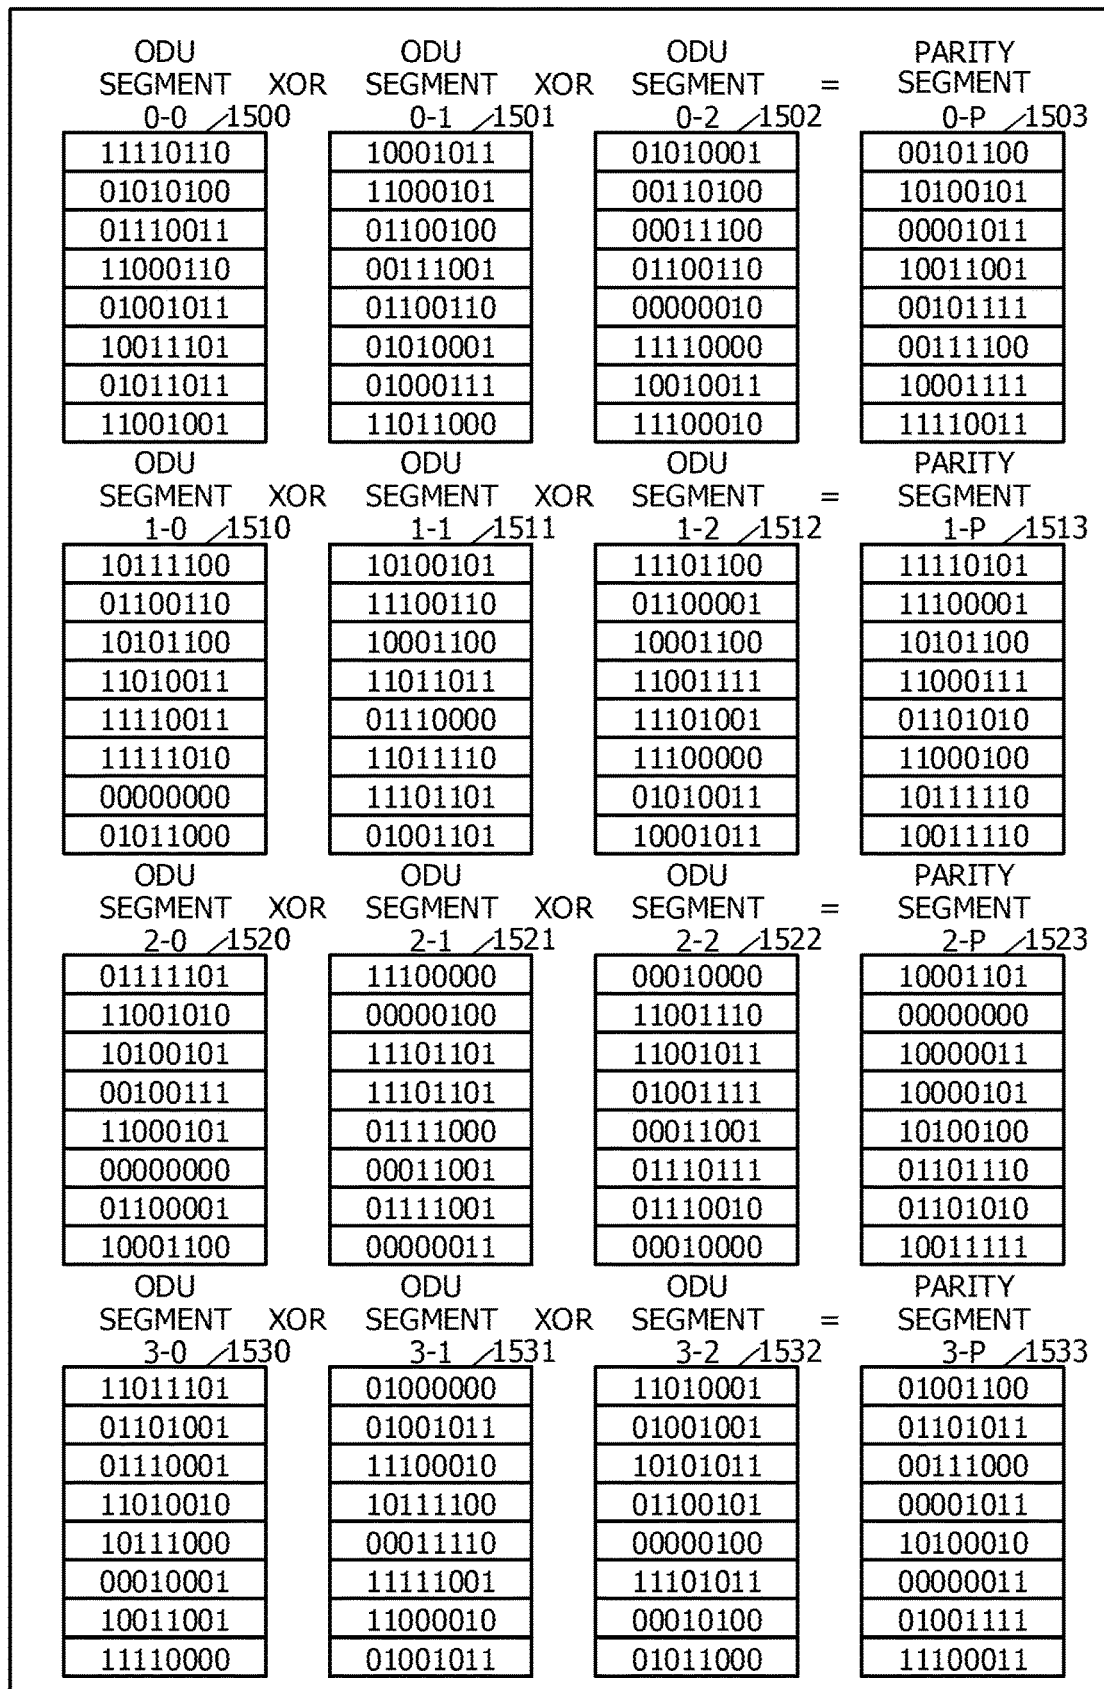 ODU ODU ODU PARITY
SEGMENT XOR SEGMENT XOR SEGMENT = SEGMENT
0-0 1500 0-1 1501 0-2 1502 0-P 1503
11110110 10001011 01010001 00101100
01010100 11000101 00110100 10100101
01110011 01100100 00011100 00001011
11000110 00111001 01100110 10011001
01001011 01100110 00000010 00101111
10011101 01010001 11110000 00111100
01011011 01000111 10010011 10001111
11001001 11011000 11100010 11110011
ODU ODU ODU PARITY
SEGMENT XOR SEGMENT XOR SEGMENT = SEGMENT
1-0 1510 1-1 1511 1-2 1512 1-P 1513
10111100 10100101 11101100 11110101
01100110 11100110 01100001 11100001
10101100 10001100 10001100 10101100
11010011 11011011 11001111 11000111
11110011 01110000 11101001 01101010
11111010 11011110 11100000 11000100
00000000 11101101 01010011 10111110
01011000 01001101 10001011 10011110
ODU ODU ODU PARITY
SEGMENT XOR SEGMENT XOR SEGMENT = SEGMENT
2-0 1520 2-1 1521 2-2 1522 2-P 1523
01111101 11100000 00010000 10001101
11001010 00000100 11001110 00000000
10100101 11101101 11001011 10000011
00100111 11101101 01001111 10000101
11000101 01111000 00011001 10100100
00000000 00011001 01110111 01101110
01100001 01111001 01110010 01101010
10001100 00000011 00010000 10011111
ODU ODU ODU PARITY
SEGMENT XOR SEGMENT XOR SEGMENT = SEGMENT
3-0 1530 3-1 1531 3-2 1532 3-P 1533
11011101 01000000 11010001 01001100
01101001 01001011 01001001 01101011
01110001 11100010 10101011 00111000
11010010 10111100 01100101 00001011
10111000 00011110 00000100 10100010
00010001 11111001 11101011 00000011
10011001 11000010 00010100 01001111
11110000 01001011 01011000 11100011